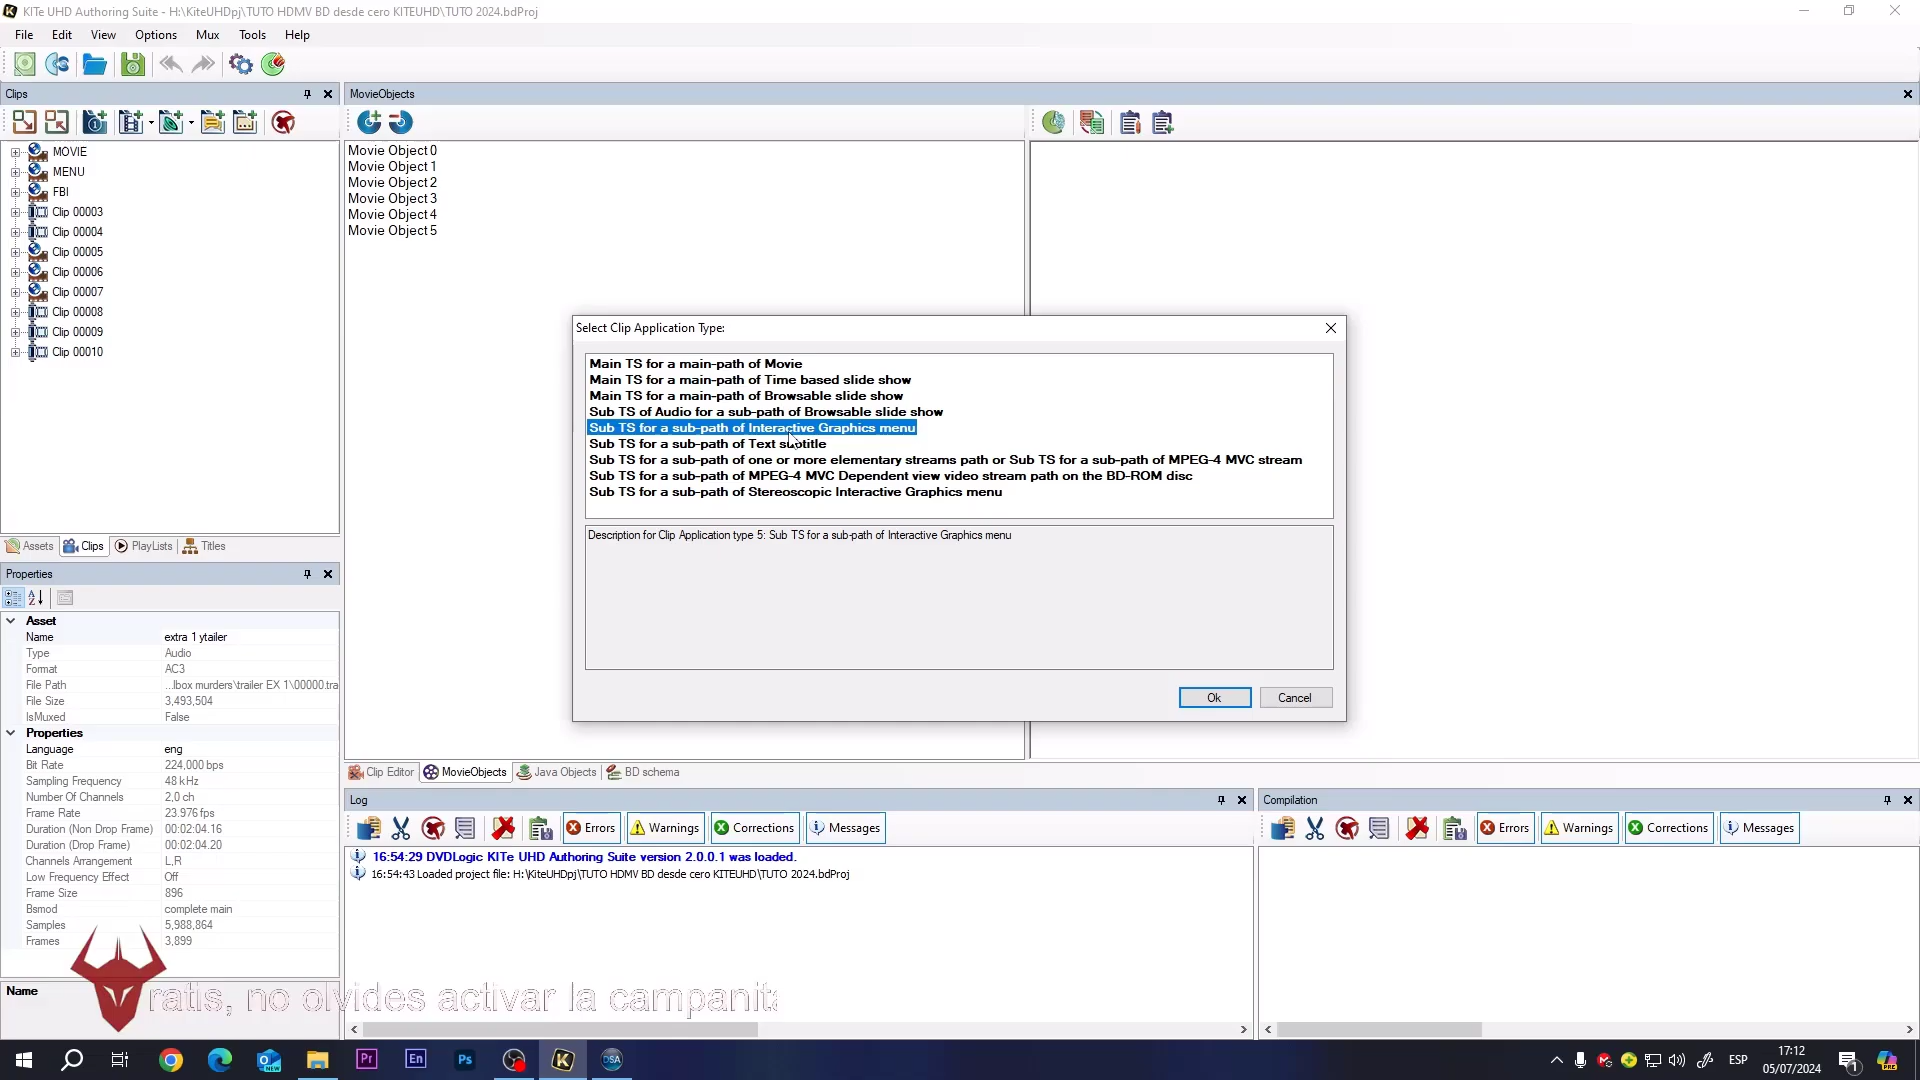 KITe UHD Authoring Suite - H:\KiteUHDpj\TUTO HDMV BD desde cero KITEUHD\TUTO 2024.bdProj
File Edit View Options Mux Tools Help
Clips
MovieObjects
MOVIE
MENU
FBI
Clip 00003
Clip 00004
Clip 00005
Clip 00006
Clip 00007
Clip 00008
Clip 00009
Clip 00010
Movie Object 0
Movie Object 1
Movie Object 2
Movie Object 3
Movie Object 4
Movie Object 5
Select Clip Application Type:
Main TS for a main-path of Movie
Main TS for a main-path of Time based slide show
Main TS for a main-path of Browsable slide show
Sub TS of Audio for a sub-path of Browsable slide show
Sub TS for a sub-path of Interactive Graphics menu
Sub TS for a sub-path of Text subtitle
Sub TS for a sub-path of one or more elementary streams path or Sub TS for a sub-path of MPEG-4 MVC stream
Sub TS for a sub-path of MPEG-4 MVC Dependent view video stream path on the BD-ROM disc
Sub TS for a sub-path of Stereoscopic Interactive Graphics menu
Description for Clip Application type 5: Sub TS for a sub-path of Interactive Graphics menu
Ok Cancel
Assets Clips PlayLists Titles
Properties
Asset
Name extra 1 ytailer
Type Audio
Format AC3
File Path ...lbox murders\trailer EX 1\00000.tra
File Size 3,493,504
IsMuxed False
Properties
Language eng
Bit Rate 224,000 bps
Sampling Frequency 48 kHz
Number Of Channels 2,0 ch
Frame Rate 23.976 fps
Duration (Non Drop Frame) 00:02:04.16
Duration (Drop Frame) 00:02:04.20
Channels Arrangement L,R
Low Frequency Effect Off
Frame Size 896
Bsmod complete main
Samples 5,988,864
Frames 3,899
Name
Clip Editor MovieObjects Java Objects BD schema
Log
Errors Warnings Corrections Messages
16:54:29 DVDLogic KITe UHD Authoring Suite version 2.0.0.1 was loaded.
16:54:43 Loaded project file: H:\KiteUHDpj\TUTO HDMV BD desde cero KITEUHD\TUTO 2024.bdProj
Compilation
Errors Warnings Corrections Messages
ratis, no olvides activar la campanita
ESP
17:12
05/07/2024